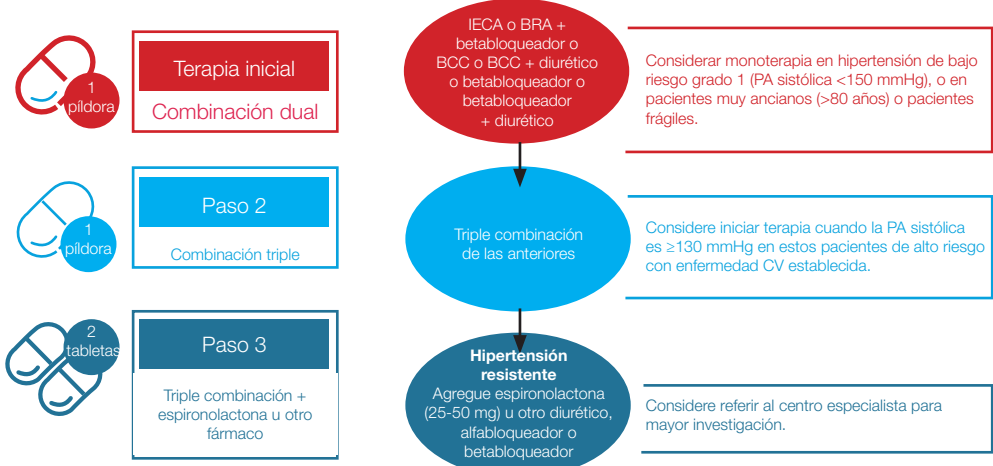 1
píldora
Terapia inicial
Combinación dual
IECA o BRA +
betabloqueador o
BCC o BCC + diurético
o betabloqueador o
betabloqueador
+ diurético
Considerar monoterapia en hipertensión de bajo
riesgo grado 1 (PA sistólica <150 mmHg), o en
pacientes muy ancianos (>80 años) o pacientes
frágiles.
1
píldora
Paso 2
Combinación triple
Triple combinación
de las anteriores
Considere iniciar terapia cuando la PA sistólica
es ≥130 mmHg en estos pacientes de alto riesgo
con enfermedad CV establecida.
2
tabletas
Paso 3
Triple combinación +
espironolactona u otro
fármaco
Hipertensión
resistente
Agregue espironolactona
(25-50 mg) u otro diurético,
alfabloqueador o
betabloqueador
Considere referir al centro especialista para
mayor investigación.